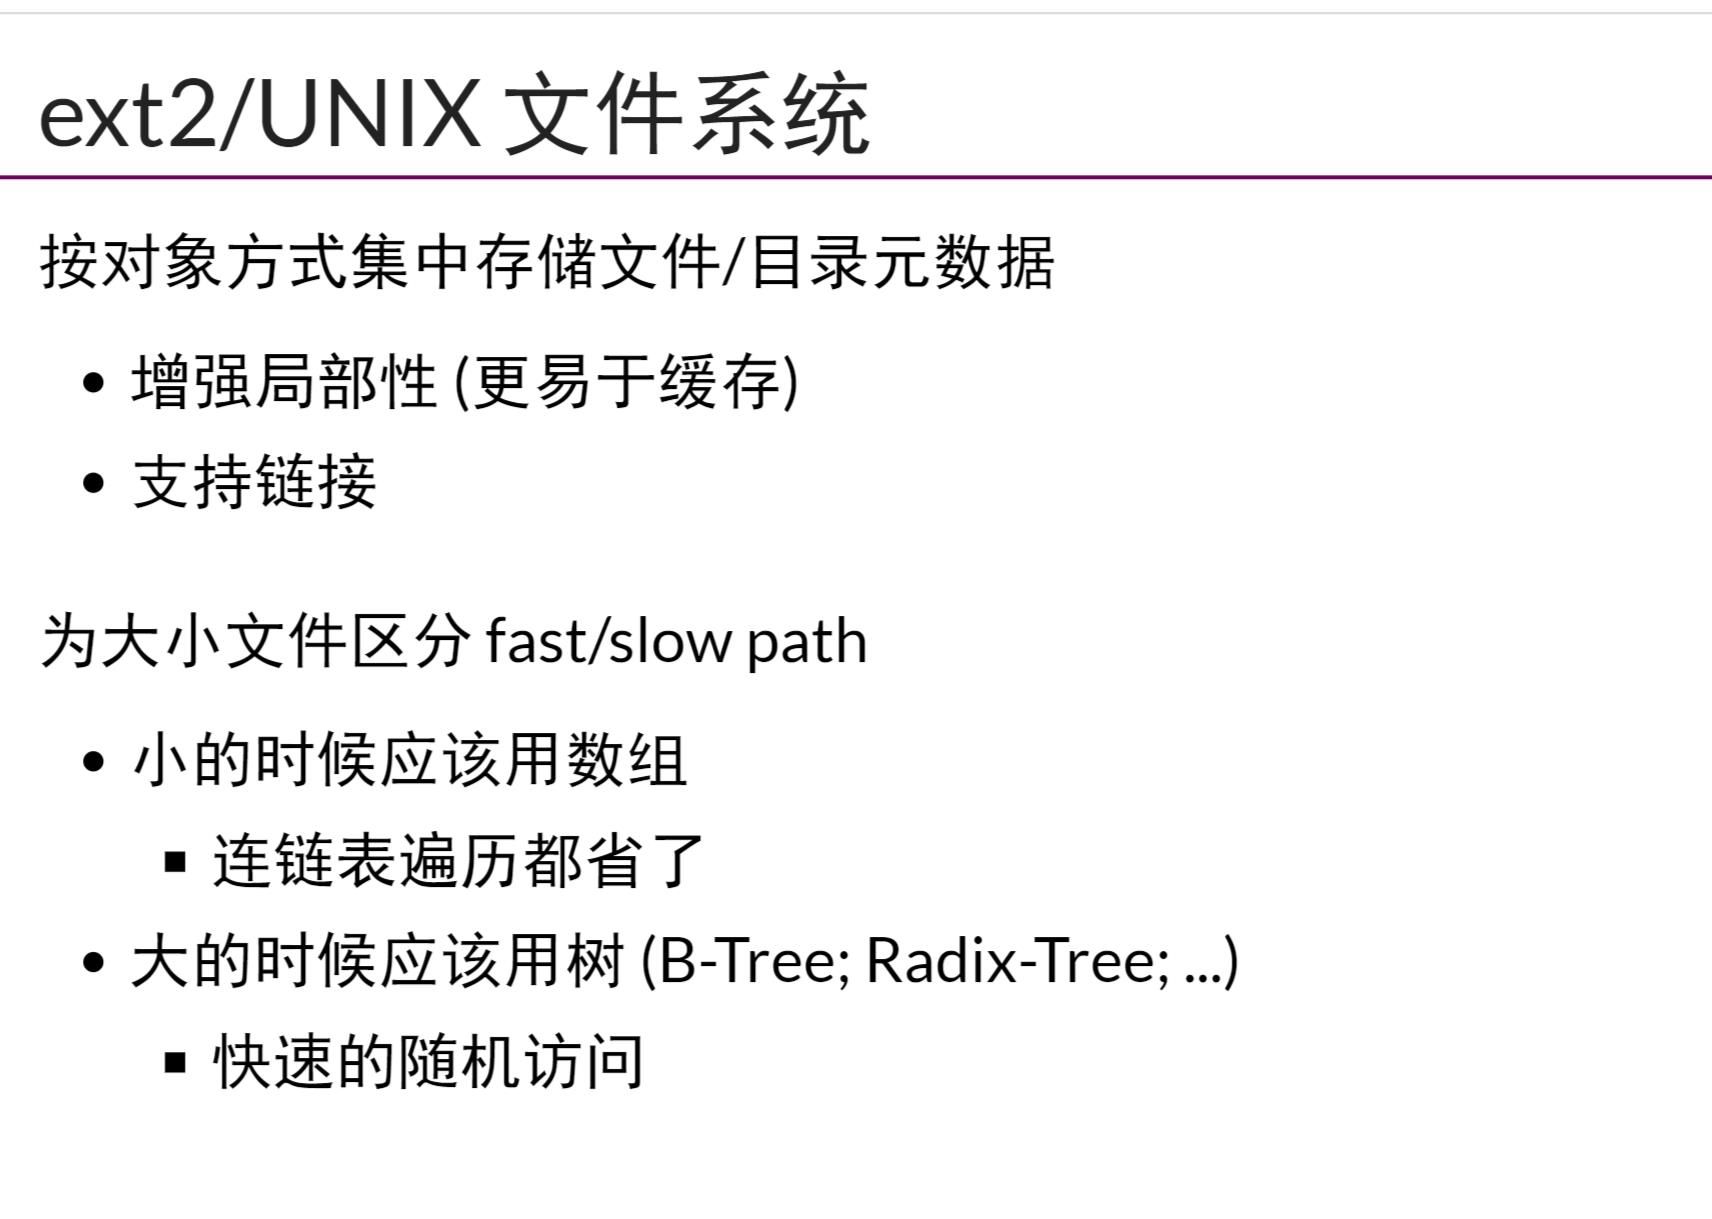 ext2/UNIX 文件系统
按对象方式集中存储文件/目录元数据
• 增强局部性 (更易于缓存)
• 支持链接
为大小文件区分 fast/slow path
• 小的时候应该用数组
▪ 连链表遍历都省了
• 大的时候应该用树 (B-Tree; Radix-Tree; ...)
▪ 快速的随机访问